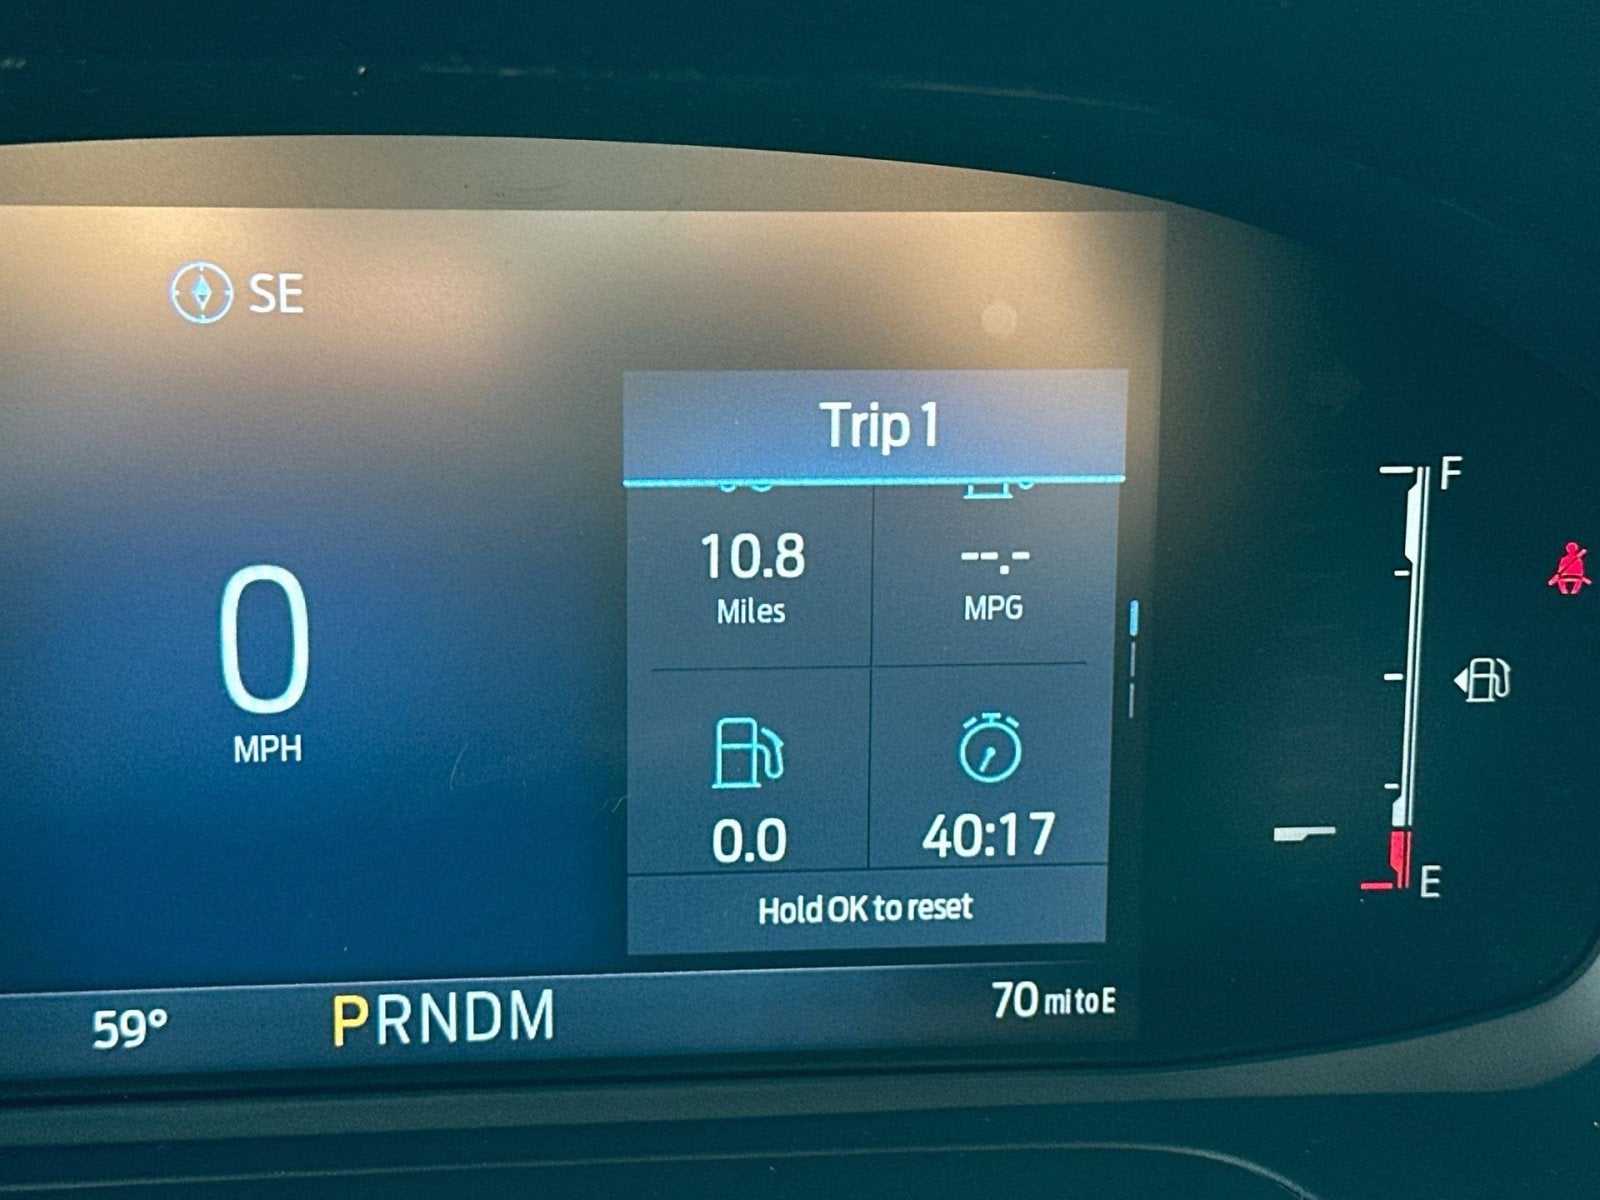 SE
Trip 1
F
10.8
--.-
Miles
MPG
0
MPH
0.0
40:17
E
Hold OK to reset
59°
PRNDM
70 mi to E